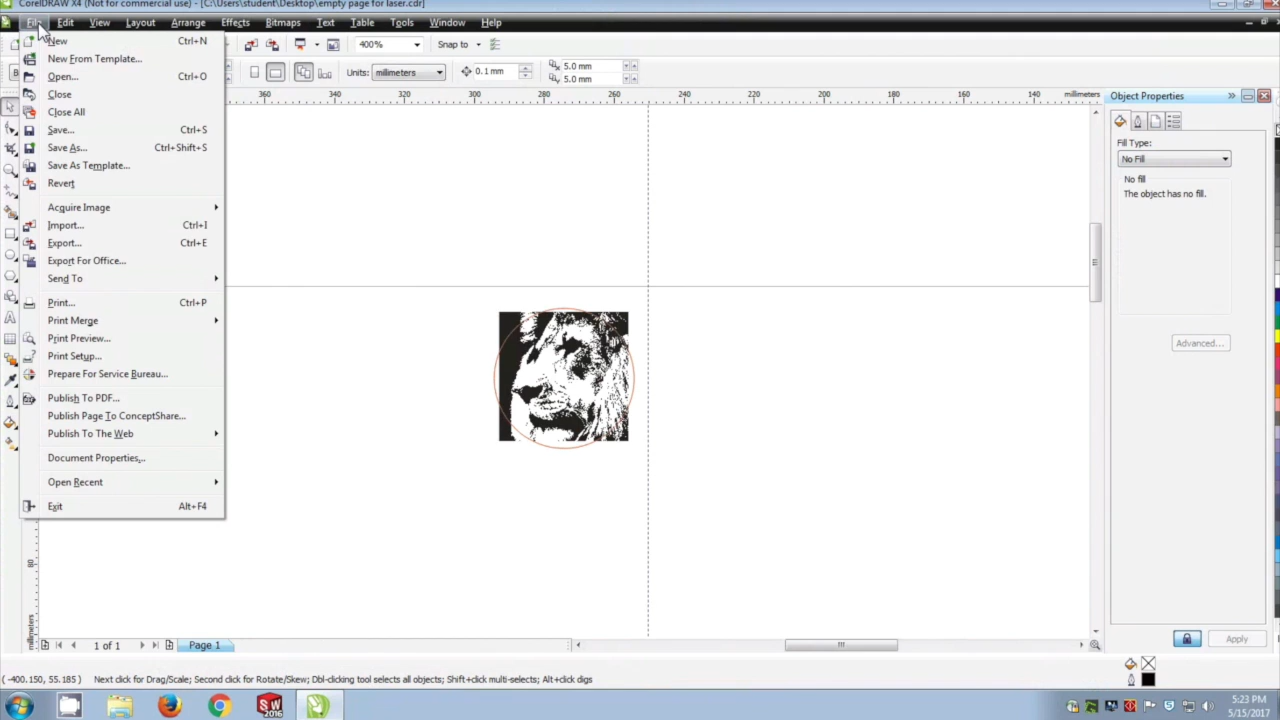 CorelDRAW X4 (Not for commercial use) - [C:\Users\student\Desktop\empty page for laser.cdr]
File Edit View Layout Arrange Effects Bitmaps Text Table Tools Window Help
New Ctrl+N
New From Template...
Open... Ctrl+O
Close
Close All
Save... Ctrl+S
Save As... Ctrl+Shift+S
Save As Template...
Revert
Acquire Image
Import... Ctrl+I
Export... Ctrl+E
Export For Office...
Send To
Print... Ctrl+P
Print Merge
Print Preview...
Print Setup...
Prepare For Service Bureau...
Publish To PDF...
Publish Page To ConceptShare...
Publish To The Web
Document Properties...
Open Recent
Exit Alt+F4
400% Snap to
Units: millimeters 0.1 mm 5.0 mm
5.0 mm
360 340 320 300 280 260 240 220 200 180 160 140 millimeters
Object Properties
Fill Type:
No Fill
No fill
The object has no fill.
Advanced...
Apply
80
millimeters
1 of 1 Page 1
( -400.150, 55.185 ) Next click for Drag/Scale; Second click for Rotate/Skew; Dbl-clicking tool selects all objects; Shift+click multi-selects; Alt+click digs
SW
2016
5:23 PM
5/15/2017